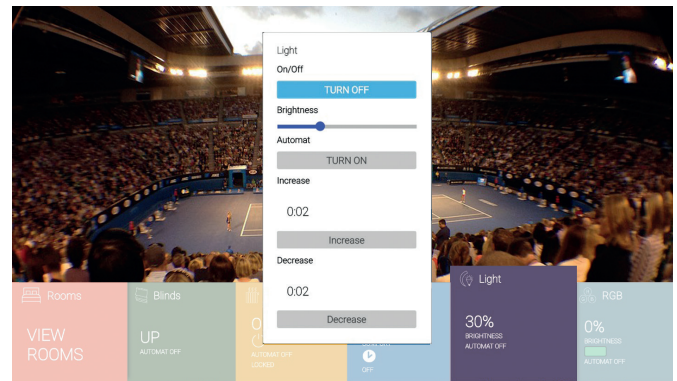 Light
On/Off
TURN OFF
Brightness
Automat
TURN ON
Increase
0:02
Increase
Decrease
0:02
Decrease
Rooms
VIEW
ROOMS
Blinds
UP
AUTOMAT OFF
AUTOMAT OFF
LOCKED
OFF
Light
30%
BRIGHTNESS
AUTOMAT OFF
RGB
0%
BRIGHTNESS
AUTOMAT OFF